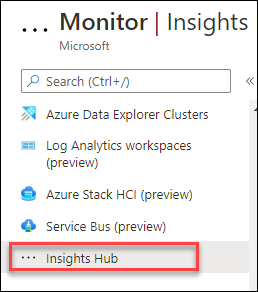 ... Monitor | Insights
Microsoft
Search (Ctrl+/)
Azure Data Explorer Clusters
Log Analytics workspaces
(preview)
Azure Stack HCI (preview)
Service Bus (preview)
... Insights Hub